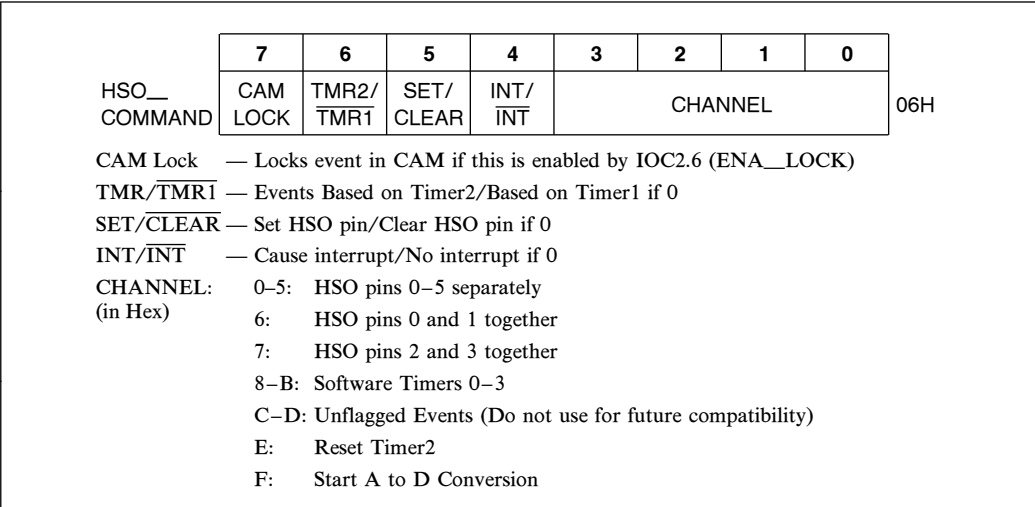 7 6 5 4 3 2 1 0
HSO__ CAM TMR2/ SET/ INT/ CHANNEL 06H
COMMAND LOCK TMR1 CLEAR INT
CAM Lock — Locks event in CAM if this is enabled by IOC2.6 (ENA__LOCK)
TMR/TMR1 — Events Based on Timer2/Based on Timer1 if 0
SET/CLEAR — Set HSO pin/Clear HSO pin if 0
INT/INT — Cause interrupt/No interrupt if 0
CHANNEL: 0–5: HSO pins 0–5 separately
(in Hex)
6: HSO pins 0 and 1 together
7: HSO pins 2 and 3 together
8–B: Software Timers 0–3
C–D: Unflagged Events (Do not use for future compatibility)
E: Reset Timer2
F: Start A to D Conversion